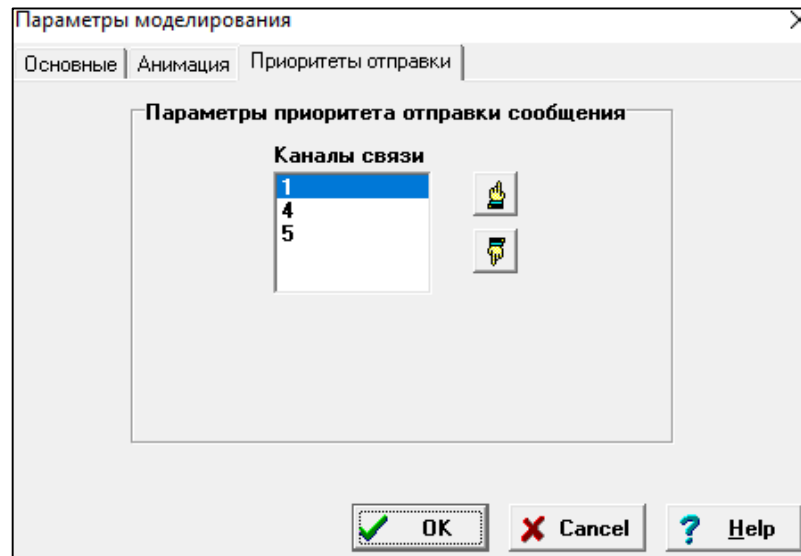 Параметры моделирования
Основные Анимация Приоритеты отправки
Параметры приоритета отправки сообщения
Каналы связи
1
4
5
OK Cancel ? Help